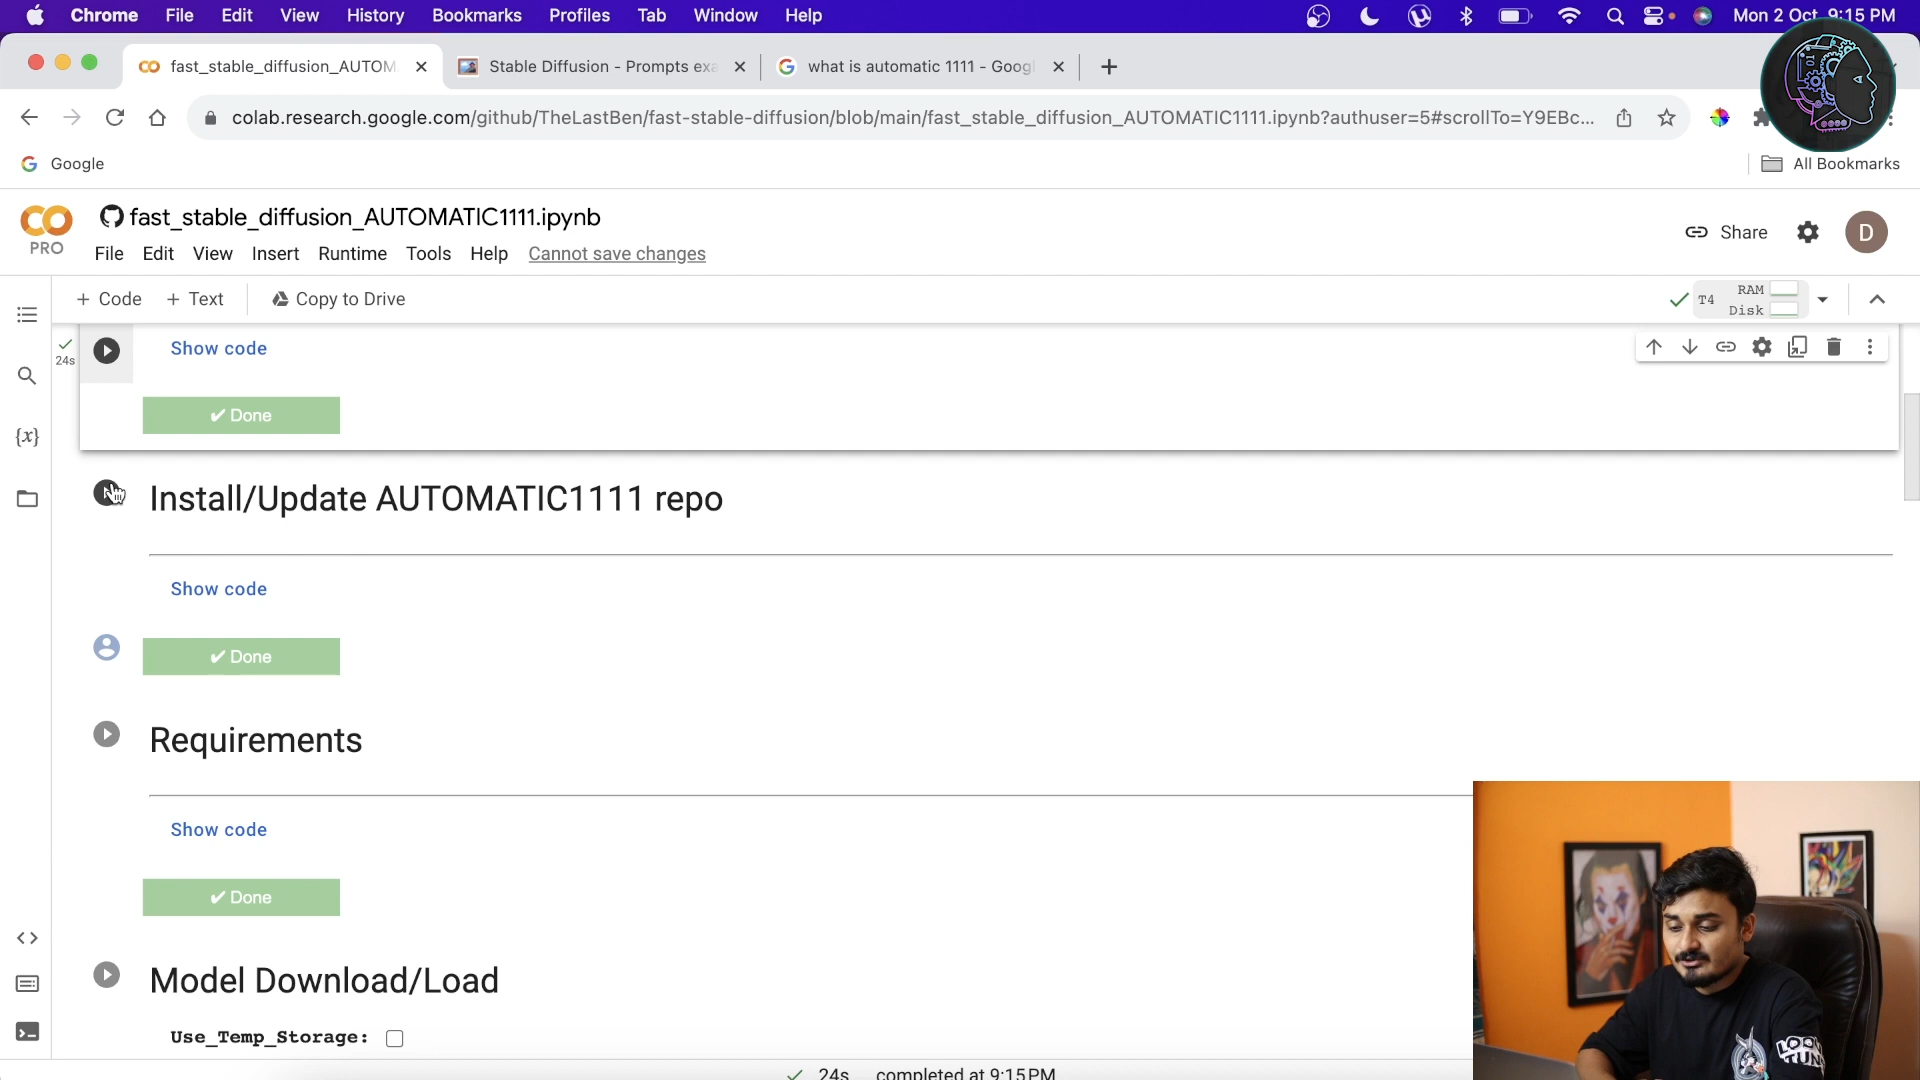 Chrome File Edit View History Bookmarks Profiles Tab Window Help Mon 2 Oct 9:15 PM
fast_stable_diffusion_AUTOM Stable Diffusion - Prompts exa what is automatic 1111 - Goog
colab.research.google.com/github/TheLastBen/fast-stable-diffusion/blob/main/fast_stable_diffusion_AUTOMATIC1111.ipynb?authuser=5#scrollTo=Y9EBc...
Google All Bookmarks
fast_stable_diffusion_AUTOMATIC1111.ipynb
PRO File Edit View Insert Runtime Tools Help Cannot save changes Share D
+ Code + Text Copy to Drive T4 RAM
Disk
24s Show code
✔ Done
{x}
Install/Update AUTOMATIC1111 repo
Show code
✔ Done
Requirements
Show code
✔ Done
Model Download/Load
Use_Temp_Storage:
24s completed at 9:15 PM